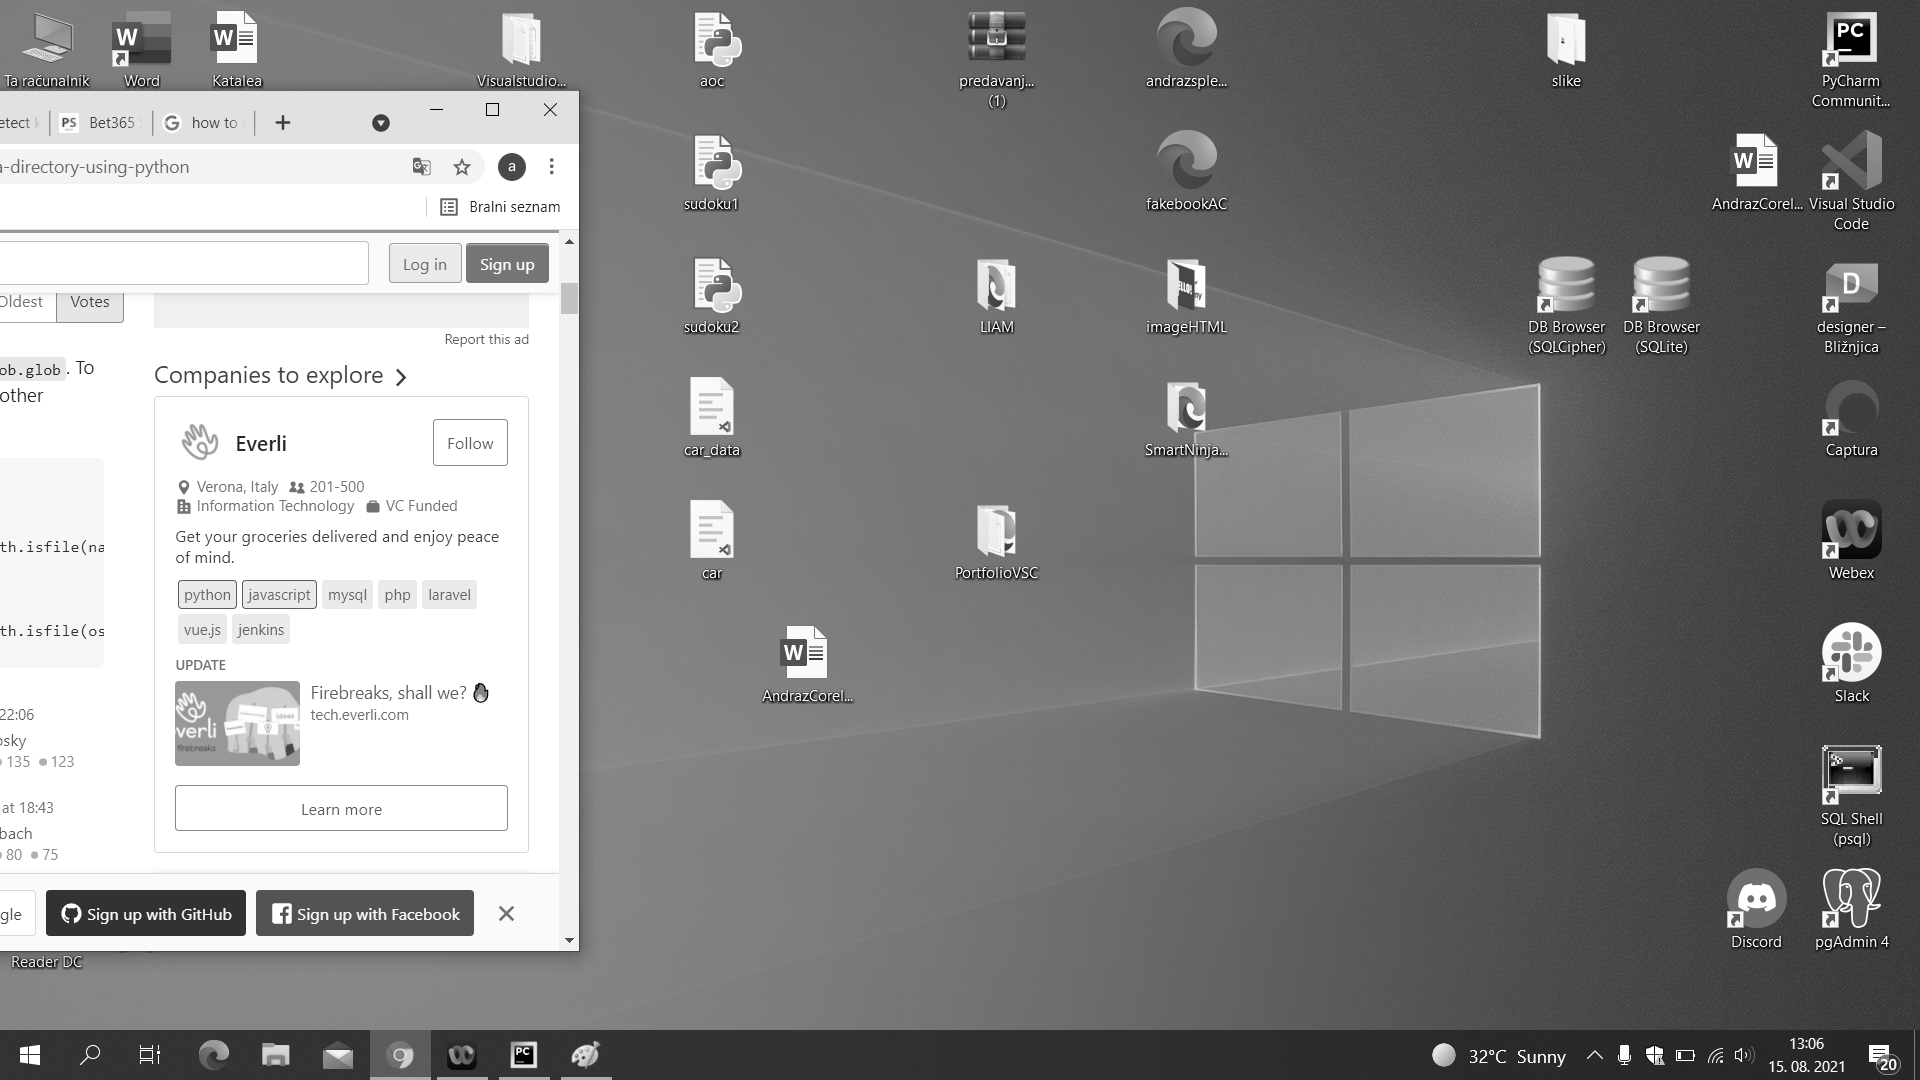 Ta računalnik
Word
Katalea
Visualstudio...
aoc
predavanj...
(1)
andrazsple...
slike
PC
PyCharm
Communit...
etect
PS Bet365
how to
a-directory-using-python
a
Bralni seznam
Log in
Sign up
Oldest
Votes
Report this ad
ob.glob. To
other
Companies to explore
Everli
Follow
Verona, Italy 201-500
Information Technology VC Funded
Get your groceries delivered and enjoy peace
of mind.
th.isfile(na
python javascript mysql php laravel
th.isfile(os
vue.js jenkins
UPDATE
Firebreaks, shall we?
tech.everli.com
verli
firebreaks
ideas
22:06
osky
135 123
Learn more
at 18:43
bach
80 75
gle
Sign up with GitHub
Sign up with Facebook
Reader DC
sudoku1
fakebookAC
AndrazCorel...
Visual Studio
Code
sudoku2
LIAM
imageHTML
DB Browser
(SQLCipher)
DB Browser
(SQLite)
D
designer –
Bližnjica
car_data
SmartNinja...
Captura
car
PortfolioVSC
Webex
AndrazCorel...
Slack
SQL Shell
(psql)
Discord
pgAdmin 4
PC
32°C Sunny
13:06
15. 08. 2021
20